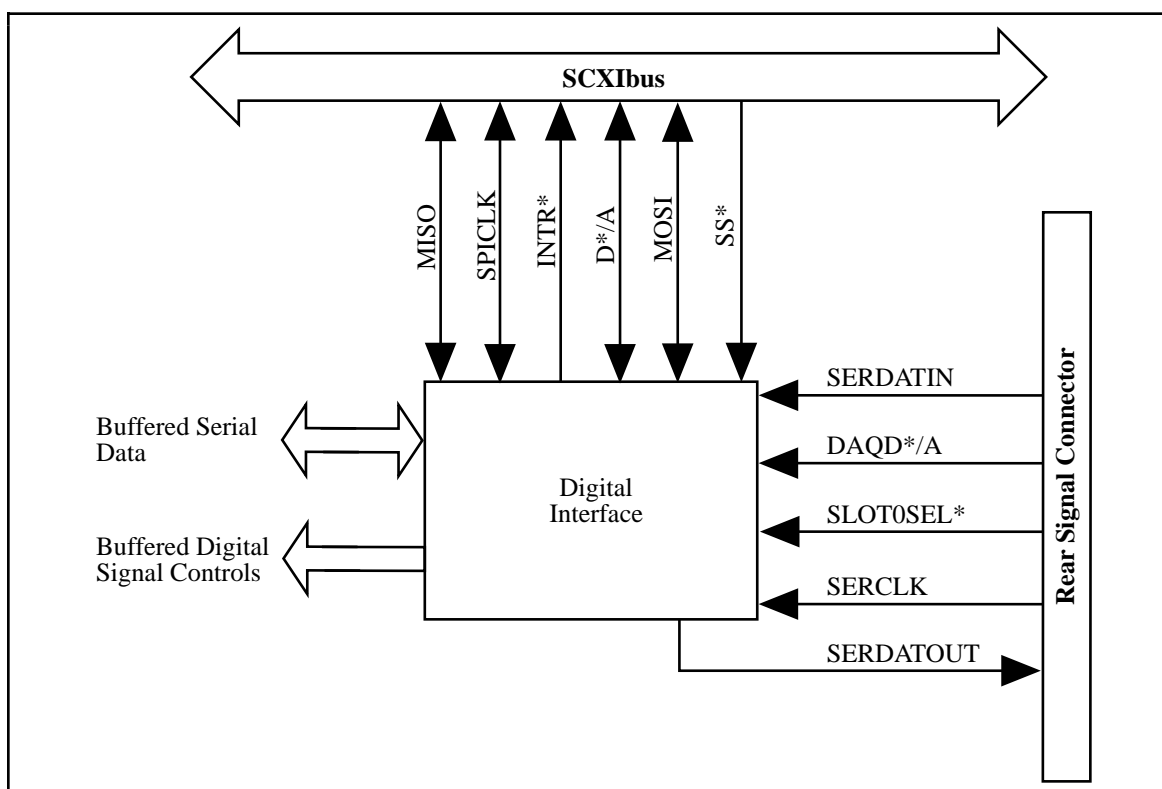 SCXIbus
MISO
SPICLK
INTR*
D*/A
MOSI
SS*
SERDATIN
DAQD*/A
SLOT0SEL*
SERCLK
SERDATOUT
Rear Signal Connector
Buffered Serial
Data
Digital
Interface
Buffered Digital
Signal Controls